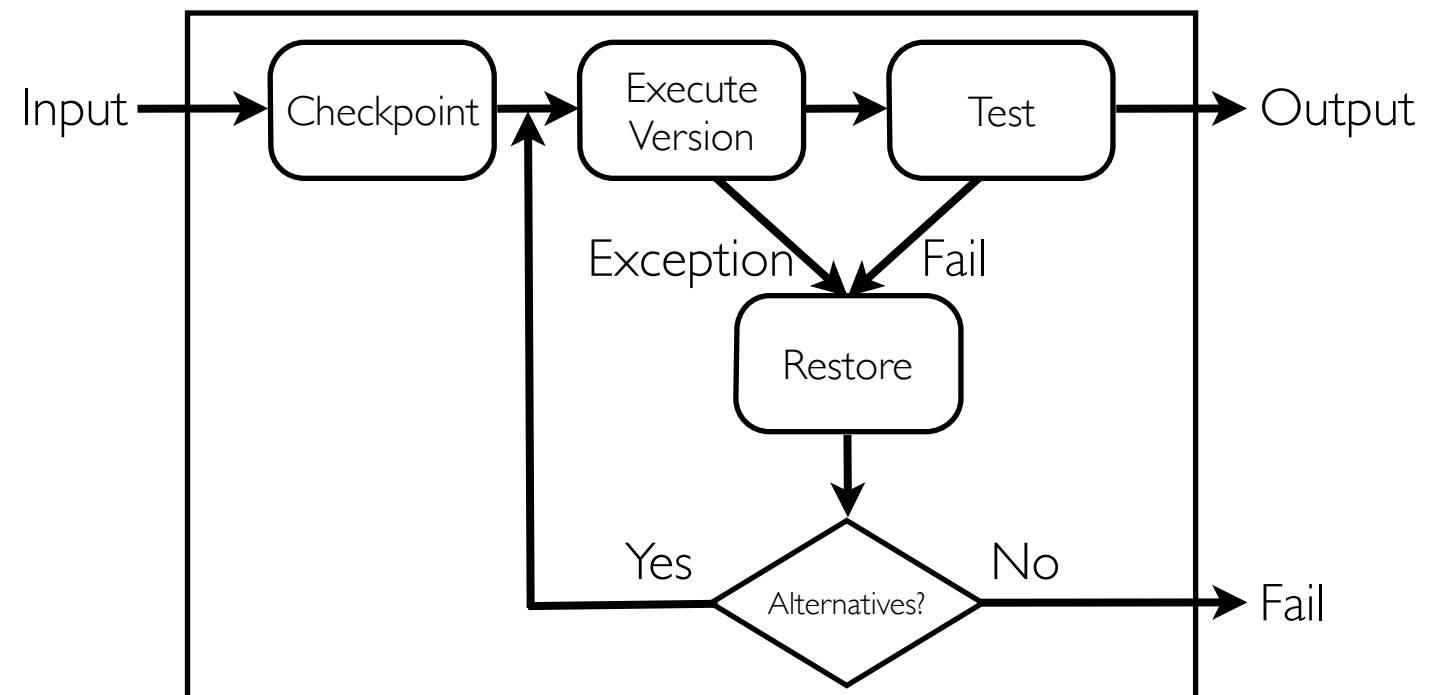 Input
Checkpoint
Execute
Version
Test
Output
Exception
Fail
Restore
Yes
No
Alternatives?
Fail